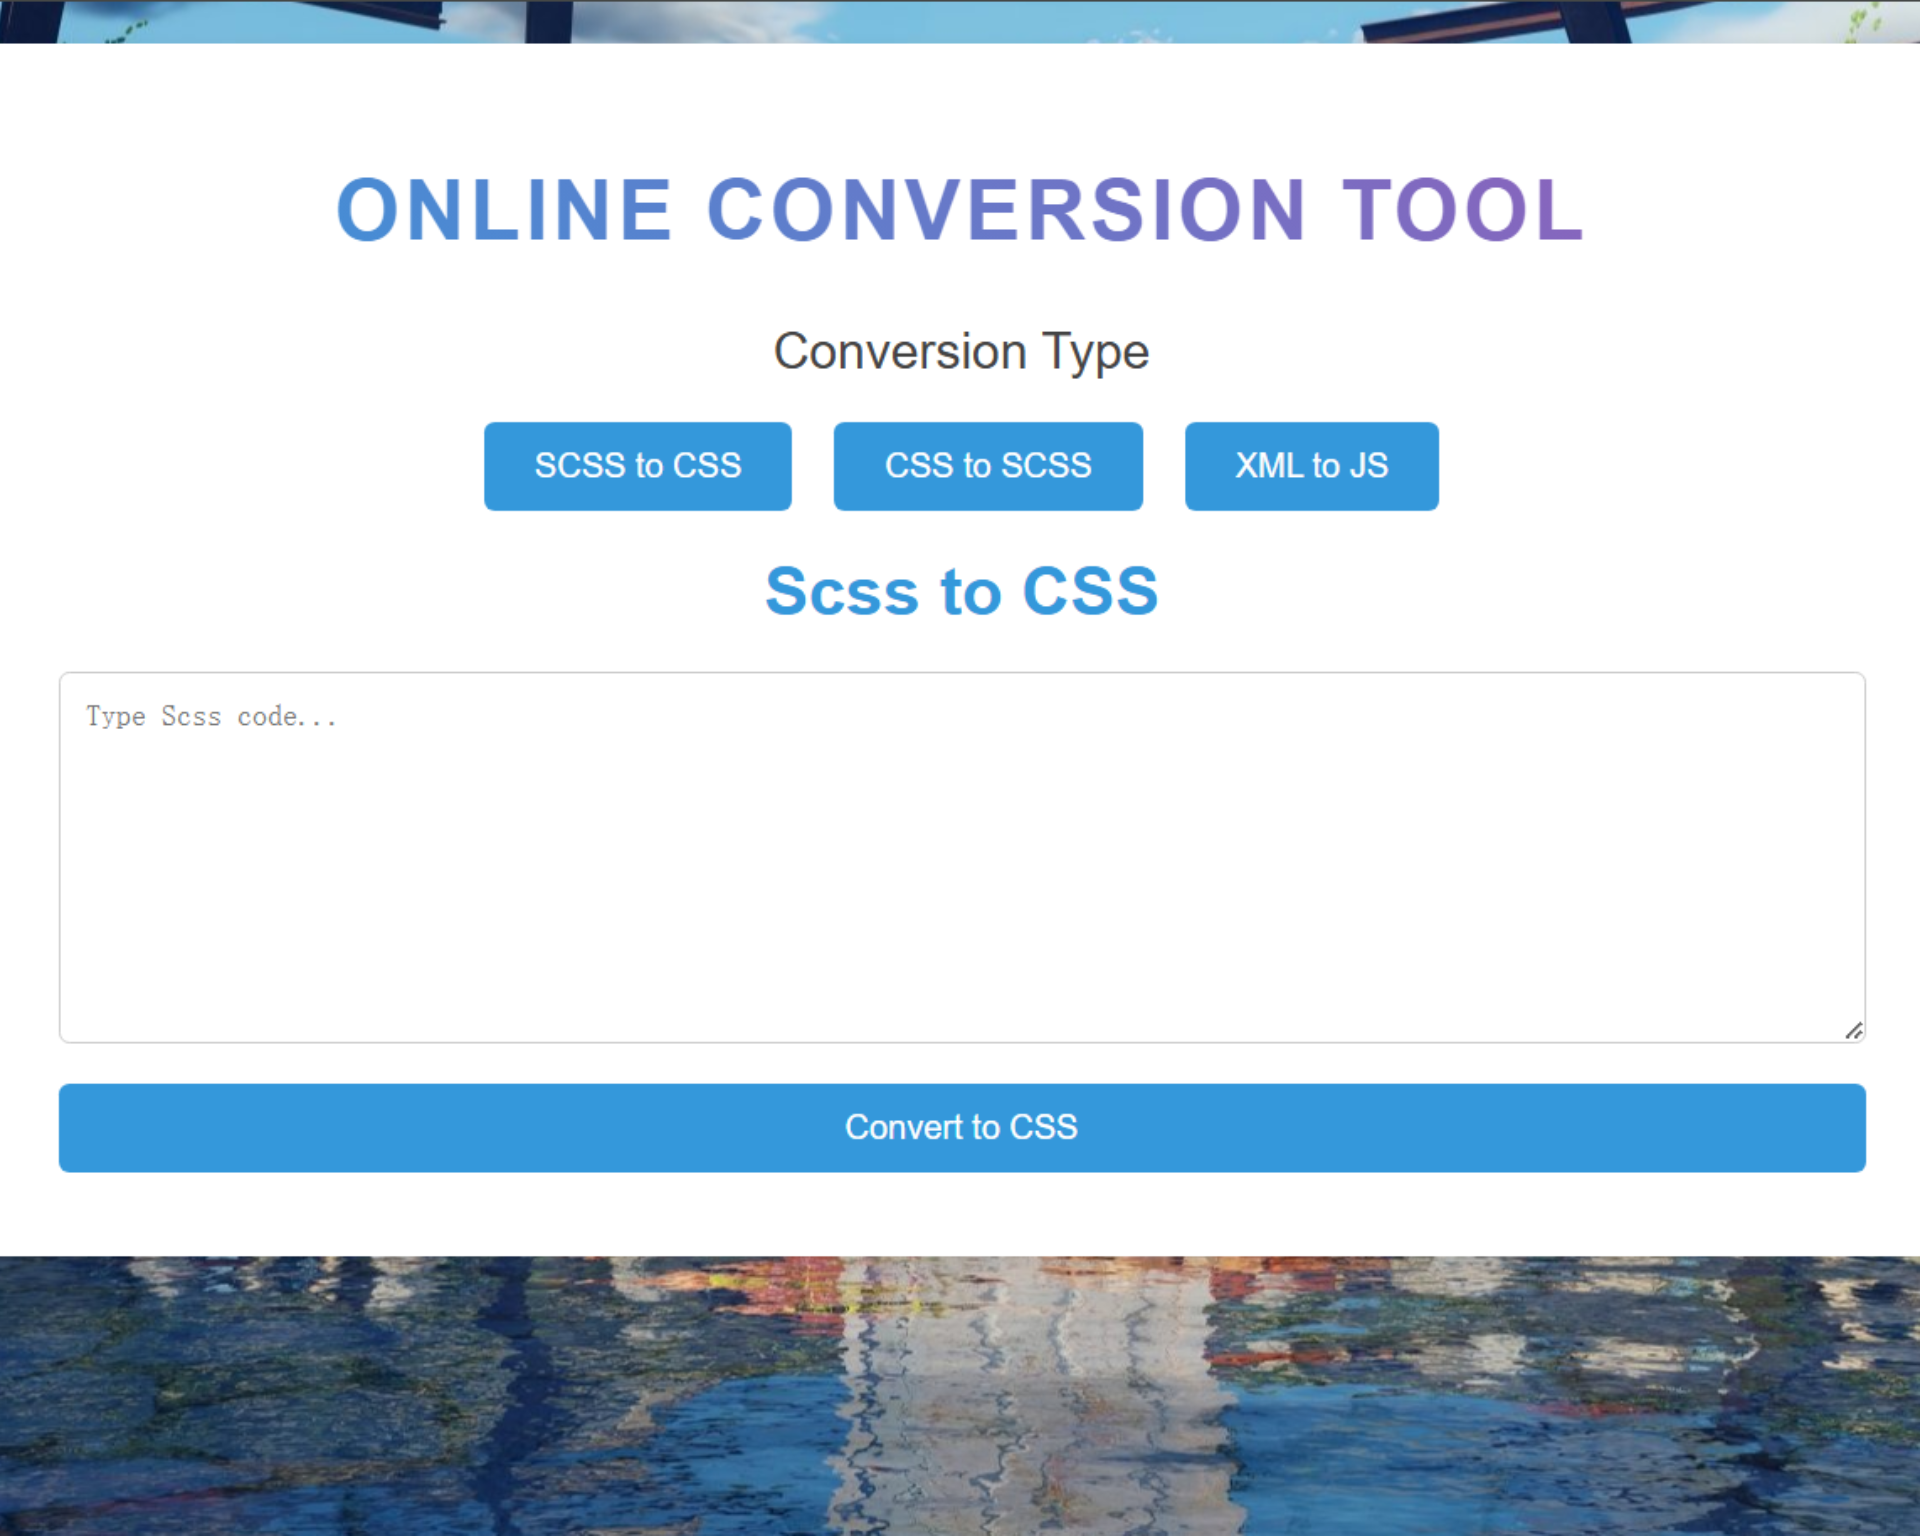 ONLINE CONVERSION TOOL
Conversion Type
SCSS to CSS CSS to SCSS XML to JS
Scss to CSS
Type Scss code...
Convert to CSS